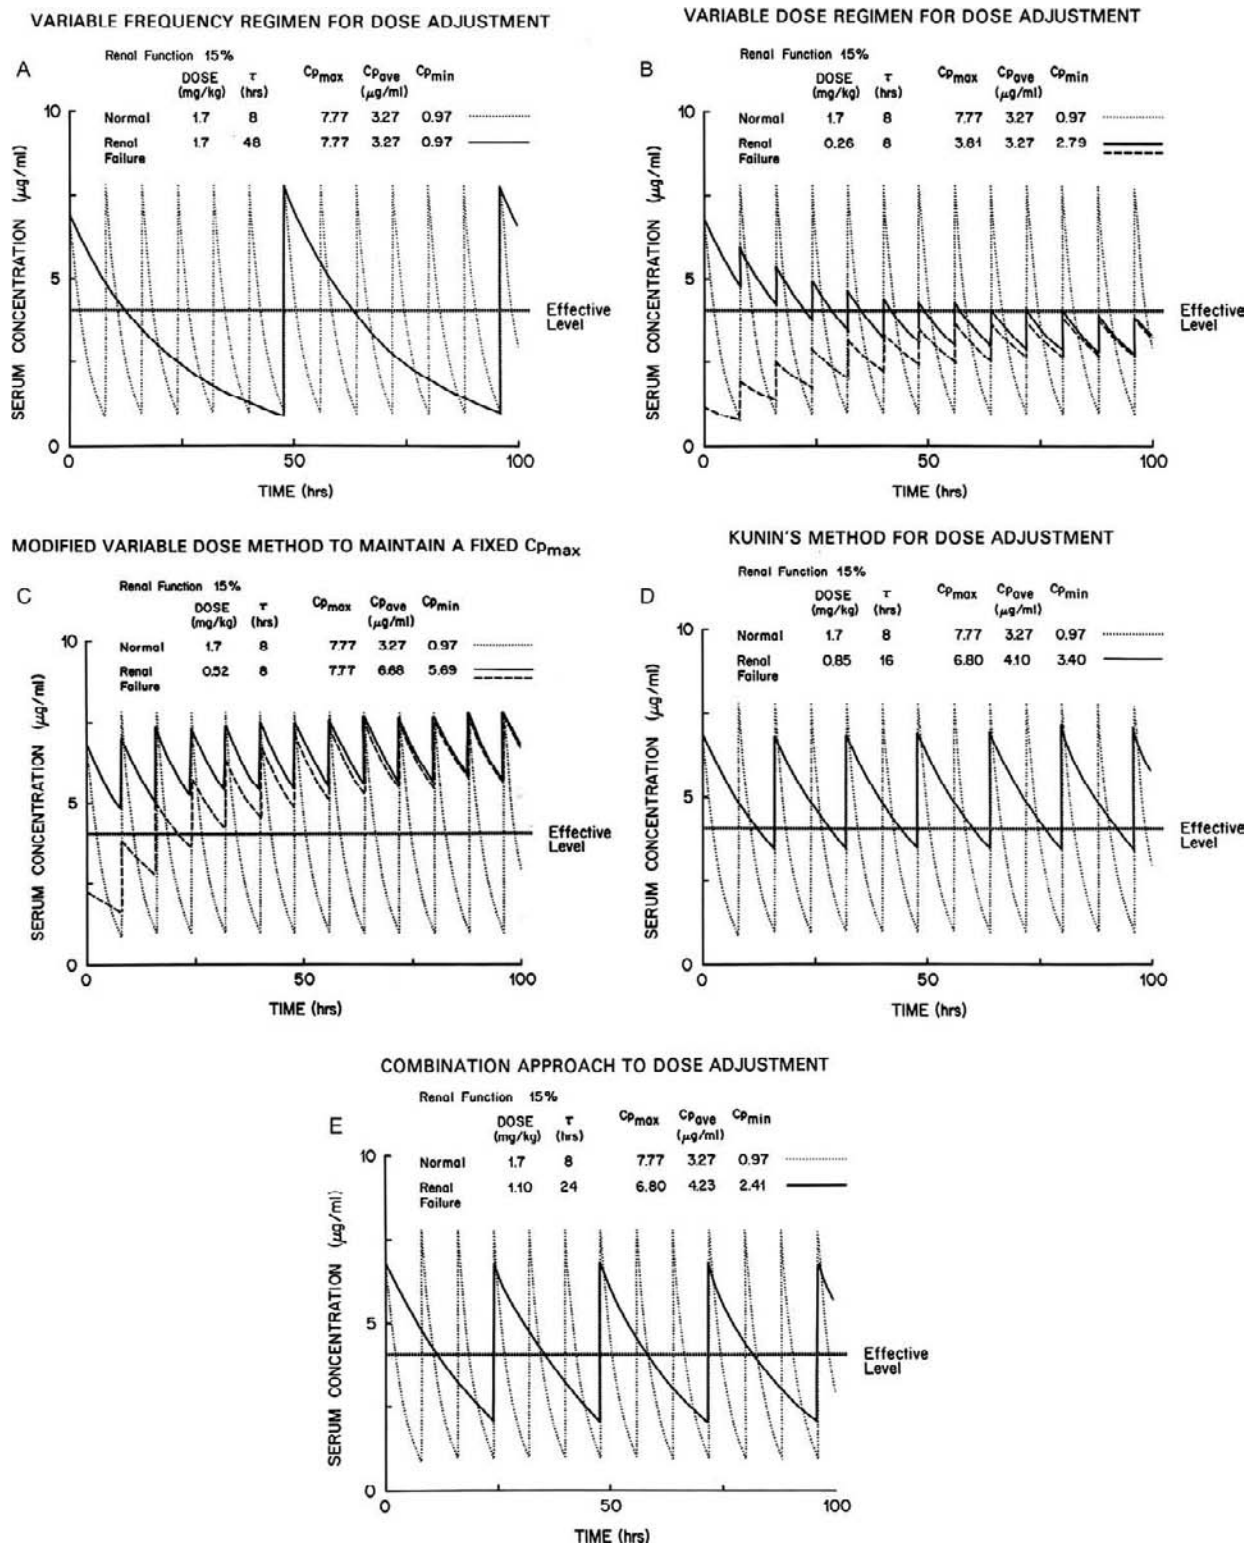 VARIABLE FREQUENCY REGIMEN FOR DOSE ADJUSTMENT
A
Renal Function 15%
DOSE τ Cpmax Cpave Cpmin
(mg/kg) (hrs) (μg/ml)
Normal 1.7 8 7.77 3.27 0.97
Renal 1.7 48 7.77 3.27 0.97
Failure
SERUM CONCENTRATION (μg/ml)
10
5
0
Effective
Level
0 50 100
TIME (hrs)
VARIABLE DOSE REGIMEN FOR DOSE ADJUSTMENT
B
Renal Function 15%
DOSE τ Cpmax Cpave Cpmin
(mg/kg) (hrs) (μg/ml)
Normal 1.7 8 7.77 3.27 0.97
Renal 0.26 8 3.81 3.27 2.79
Failure
SERUM CONCENTRATION (μg/ml)
10
5
0
Effective
Level
0 50 100
TIME (hrs)
MODIFIED VARIABLE DOSE METHOD TO MAINTAIN A FIXED Cpmax
C
Renal Function 15%
DOSE τ Cpmax Cpave Cpmin
(mg/kg) (hrs) (μg/ml)
Normal 1.7 8 7.77 3.27 0.97
Renal 0.52 8 7.77 6.68 5.69
Failure
SERUM CONCENTRATION (μg/ml)
10
5
0
Effective
Level
0 50 100
TIME (hrs)
KUNIN'S METHOD FOR DOSE ADJUSTMENT
D
Renal Function 15%
DOSE τ Cpmax Cpave Cpmin
(mg/kg) (hrs) (μg/ml)
Normal 1.7 8 7.77 3.27 0.97
Renal 0.85 16 6.80 4.10 3.40
Failure
SERUM CONCENTRATION (μg/ml)
10
5
0
Effective
Level
0 50 100
TIME (hrs)
COMBINATION APPROACH TO DOSE ADJUSTMENT
E
Renal Function 15%
DOSE τ Cpmax Cpave Cpmin
(mg/kg) (hrs) (μg/ml)
Normal 1.7 8 7.77 3.27 0.97
Renal 1.10 24 6.80 4.23 2.41
Failure
SERUM CONCENTRATION (μg/ml)
10
5
0
Effective
Level
0 50 100
TIME (hrs)